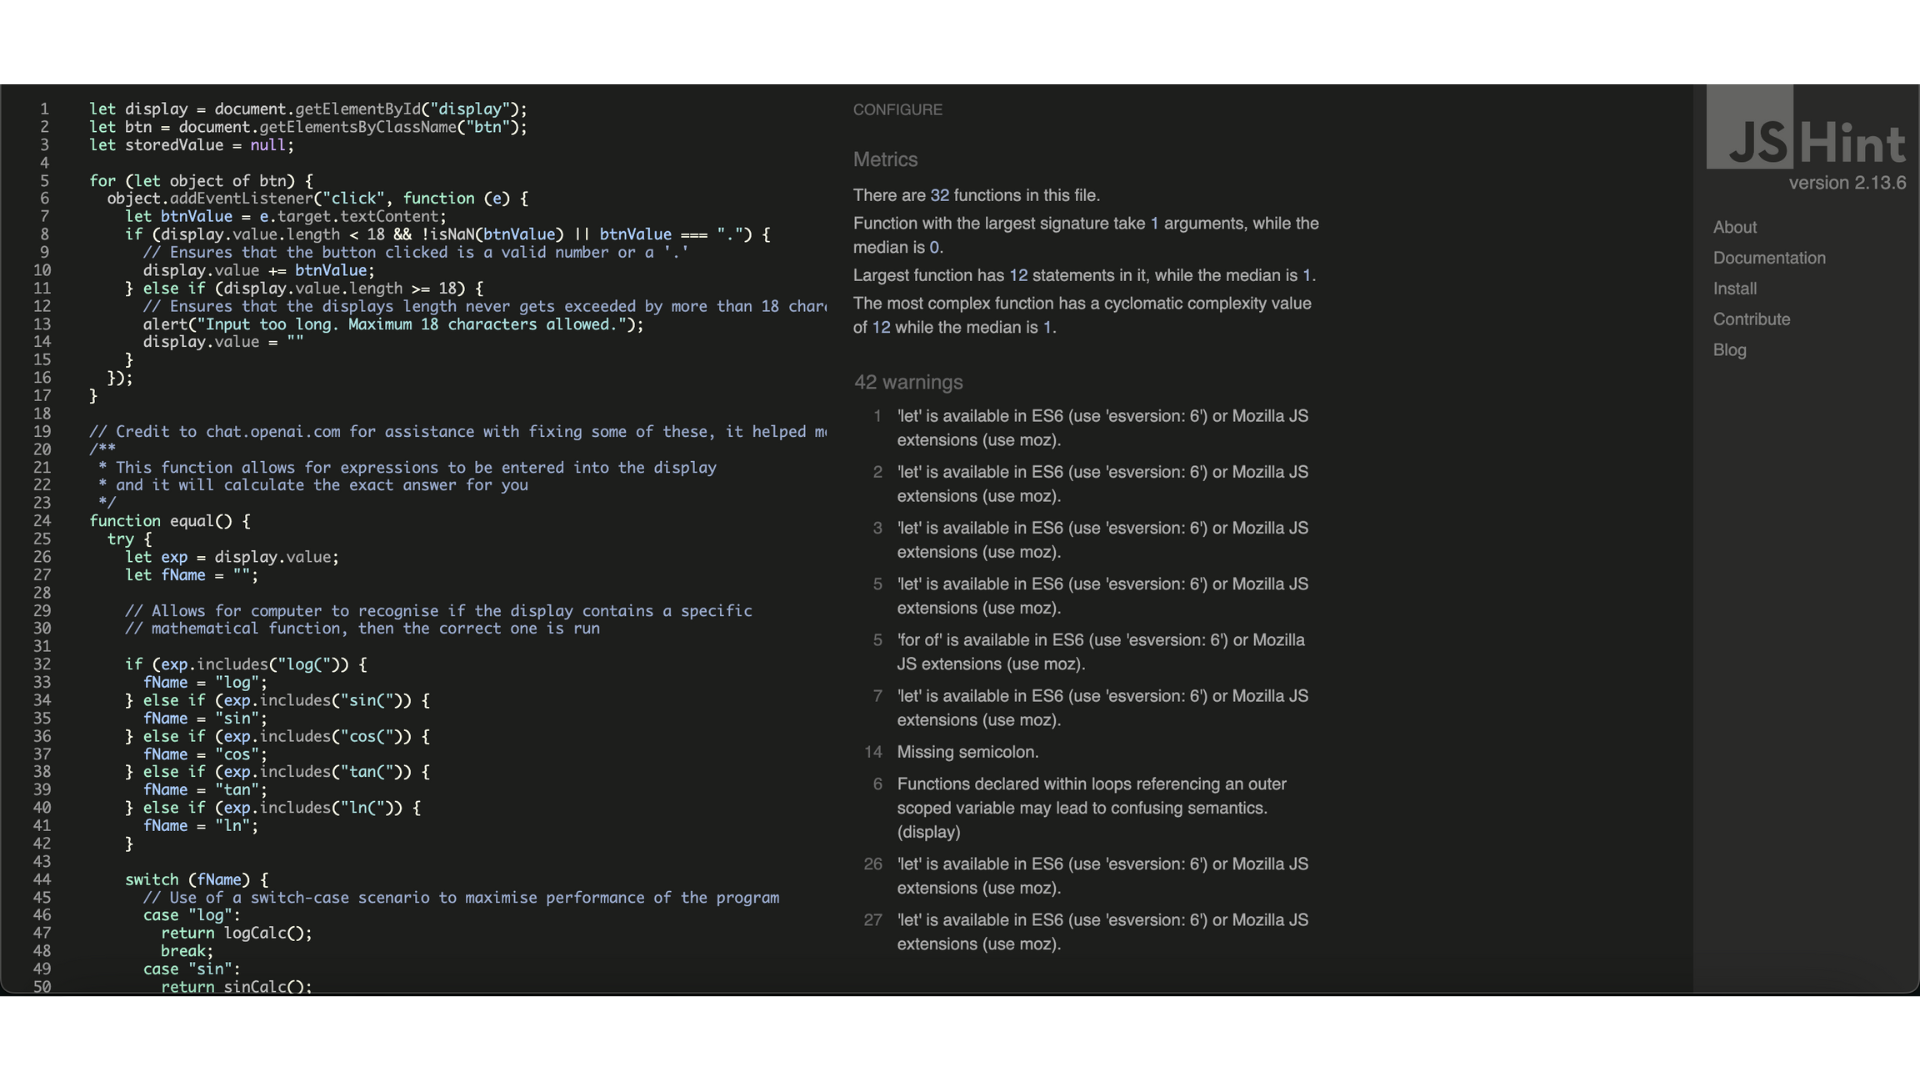 1 let display = document.getElementById("display");
2 let btn = document.getElementsByClassName("btn");
3 let storedValue = null;
4
5 for (let object of btn) {
6 object.addEventListener("click", function (e) {
7 let btnValue = e.target.textContent;
8 if (display.value.length < 18 && !isNaN(btnValue) || btnValue === ".") {
9 // Ensures that the button clicked is a valid number or a '.'
10 display.value += btnValue;
11 } else if (display.value.length >= 18) {
12 // Ensures that the displays length never gets exceeded by more than 18
13 alert("Input too long. Maximum 18 characters allowed.");
14 display.value = ""
15 }
16 });
17 }
18
19 // Credit to chat.openai.com for assistance with fixing some of these, it helped
20 /**
21 * This function allows for expressions to be entered into the display
22 * and it will calculate the exact answer for you
23 */
24 function equal() {
25 try {
26 let exp = display.value;
27 let fName = "";
28
29 // Allows for computer to recognise if the display contains a specific
30 // mathematical function, then the correct one is run
31
32 if (exp.includes("log(")) {
33 fName = "log";
34 } else if (exp.includes("sin(")) {
35 fName = "sin";
36 } else if (exp.includes("cos(")) {
37 fName = "cos";
38 } else if (exp.includes("tan(")) {
39 fName = "tan";
40 } else if (exp.includes("ln(")) {
41 fName = "ln";
42 }
43
44 switch (fName) {
45 // Use of a switch-case scenario to maximise performance of the program
46 case "log":
47 return logCalc();
48 break;
49 case "sin":
50 return sinCalc();
CONFIGURE
Metrics
There are 32 functions in this file.
Function with the largest signature take 1 arguments, while the
median is 0.
Largest function has 12 statements in it, while the median is 1.
The most complex function has a cyclomatic complexity value
of 12 while the median is 1.
42 warnings
1 'let' is available in ES6 (use 'esversion: 6') or Mozilla JS
extensions (use moz).
2 'let' is available in ES6 (use 'esversion: 6') or Mozilla JS
extensions (use moz).
3 'let' is available in ES6 (use 'esversion: 6') or Mozilla JS
extensions (use moz).
5 'let' is available in ES6 (use 'esversion: 6') or Mozilla JS
extensions (use moz).
5 'for of' is available in ES6 (use 'esversion: 6') or Mozilla
JS extensions (use moz).
7 'let' is available in ES6 (use 'esversion: 6') or Mozilla JS
extensions (use moz).
14 Missing semicolon.
6 Functions declared within loops referencing an outer
scoped variable may lead to confusing semantics.
(display)
26 'let' is available in ES6 (use 'esversion: 6') or Mozilla JS
extensions (use moz).
27 'let' is available in ES6 (use 'esversion: 6') or Mozilla JS
extensions (use moz).
JSHint
version 2.13.6
About
Documentation
Install
Contribute
Blog